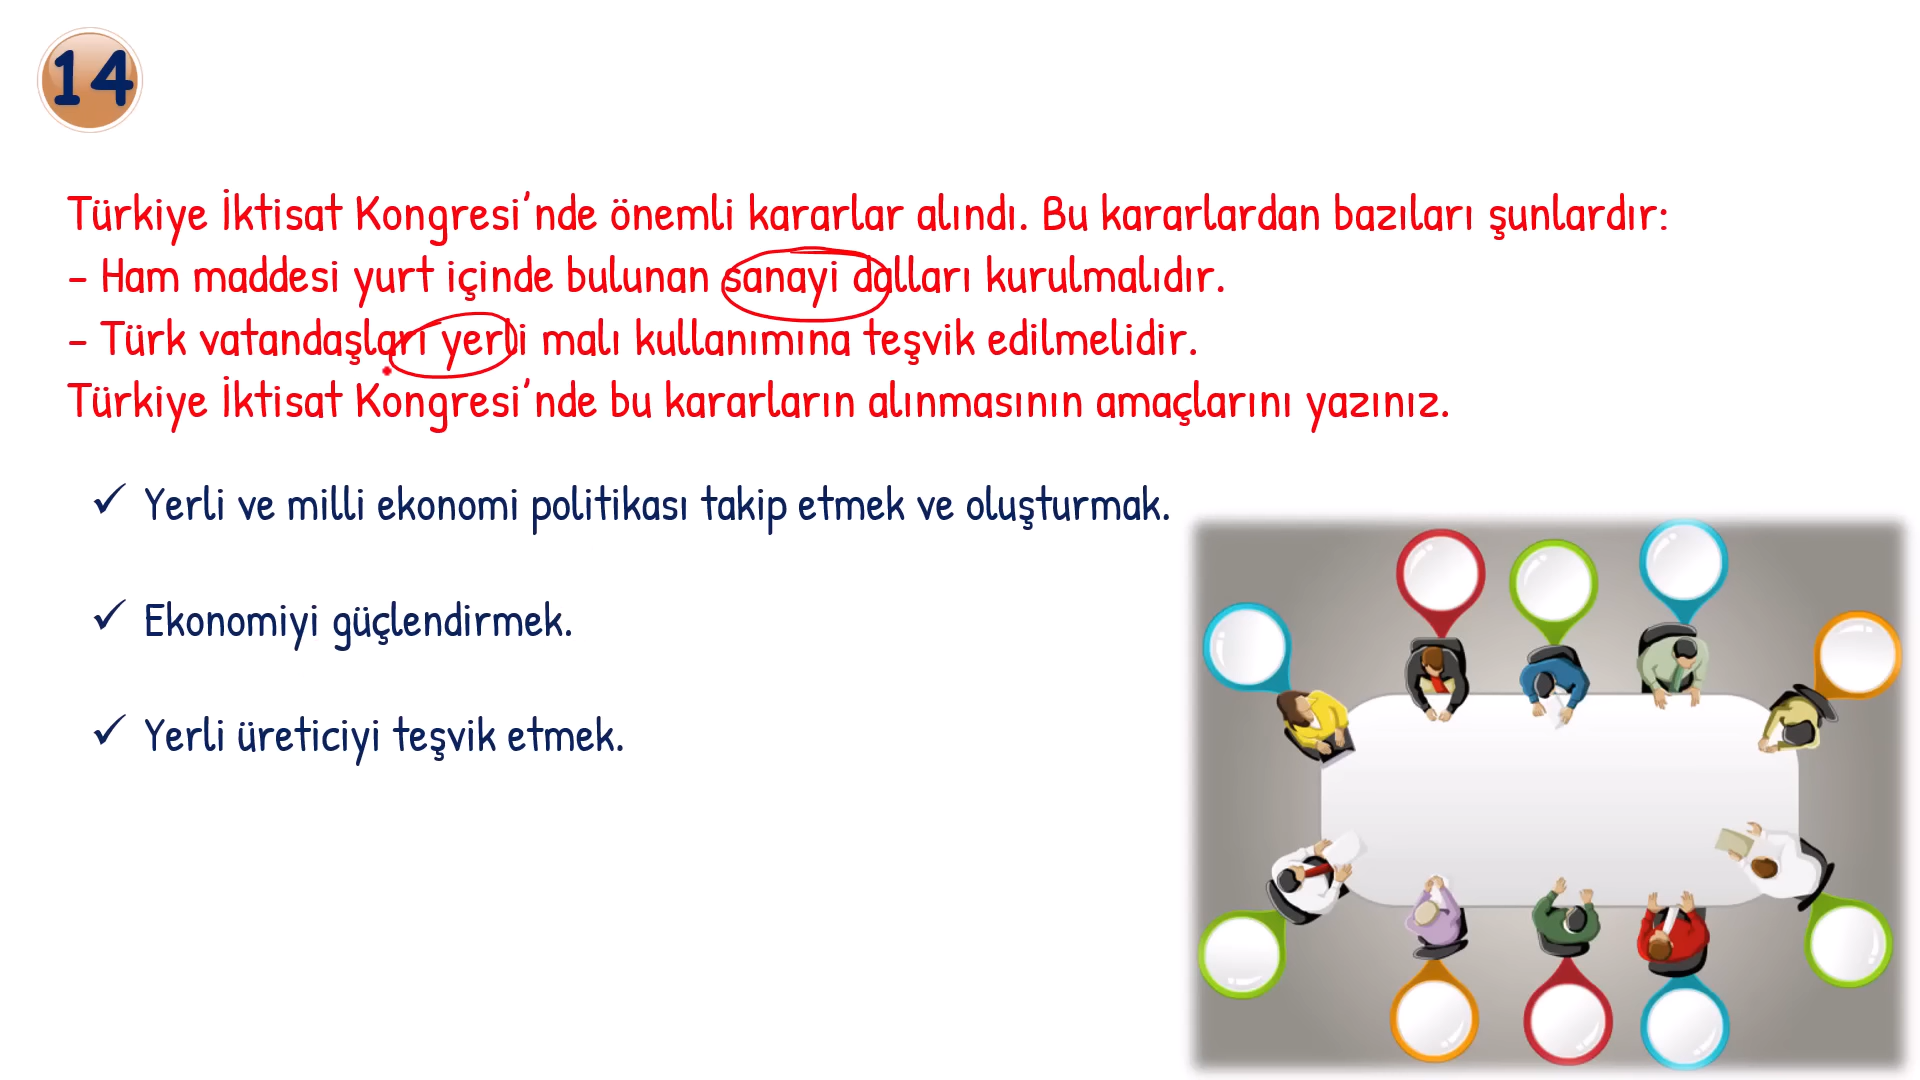 14
Türkiye İktisat Kongresi’nde önemli kararlar alındı. Bu kararlardan bazıları şunlardır:
- Ham maddesi yurt içinde bulunan sanayi dalları kurulmalıdır.
- Türk vatandaşları yerli malı kullanımına teşvik edilmelidir.
Türkiye İktisat Kongresi’nde bu kararların alınmasının amaçlarını yazınız.
✓ Yerli ve milli ekonomi politikası takip etmek ve oluşturmak.
✓ Ekonomiyi güçlendirmek.
✓ Yerli üreticiyi teşvik etmek.